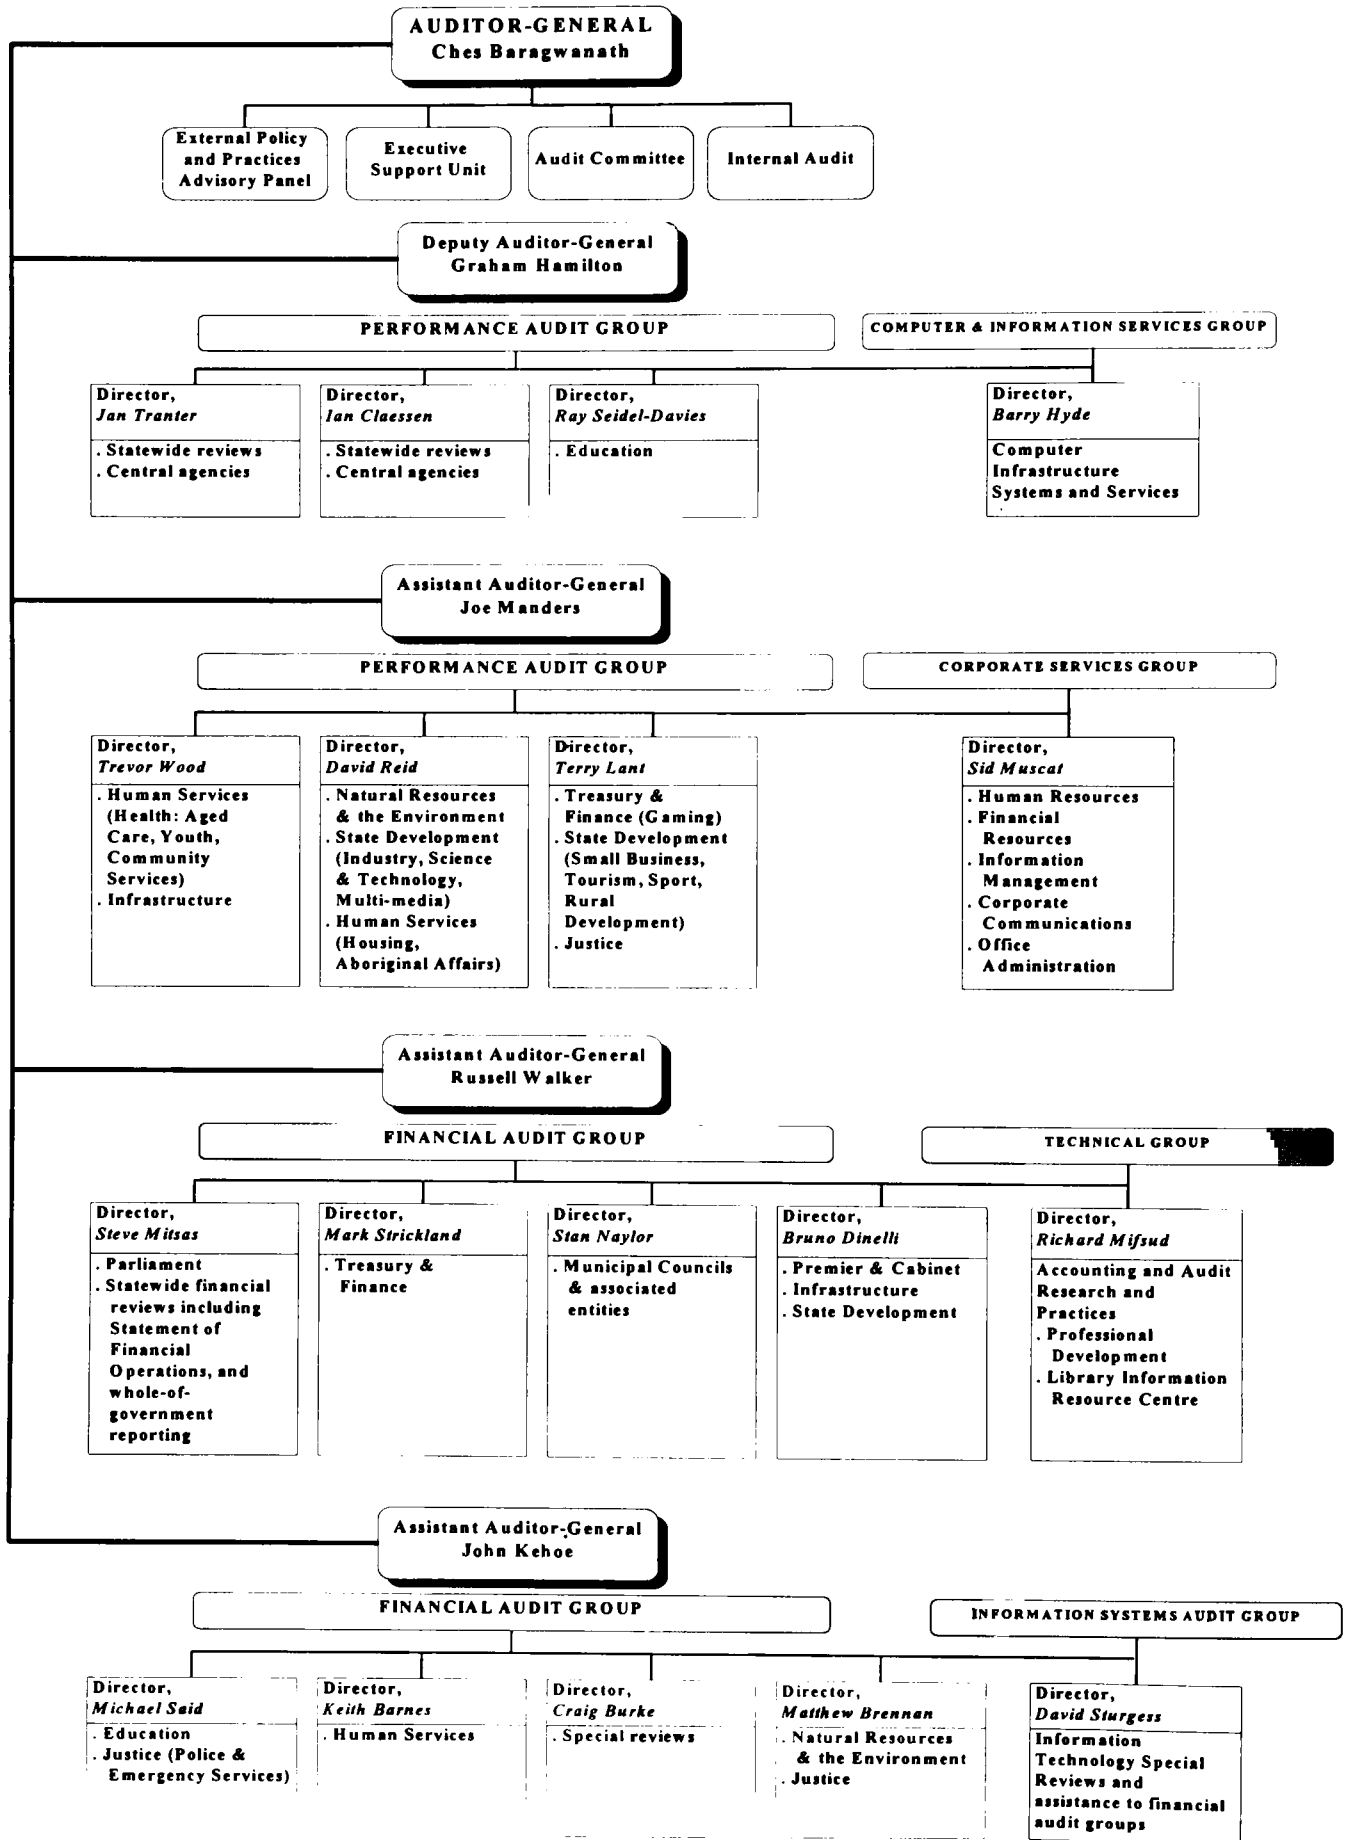 AUDITOR-GENERAL
Ches Baragwanath
External Policy
and Practices
Advisory Panel
Executive
Support Unit
Audit Committee
Internal Audit
Deputy Auditor-General
Graham Hamilton
PERFORMANCE AUDIT GROUP
COMPUTER & INFORMATION SERVICES GROUP
Director,
Jan Tranter
. Statewide reviews
. Central agencies
Director,
Ian Claessen
. Statewide reviews
. Central agencies
Director,
Ray Seidel-Davies
. Education
Director,
Barry Hyde
Computer
Infrastructure
Systems and Services
Assistant Auditor-General
Joe Manders
PERFORMANCE AUDIT GROUP
CORPORATE SERVICES GROUP
Director,
Trevor Wood
. Human Services
(Health: Aged
Care, Youth,
Community
Services)
. Infrastructure
Director,
David Reid
. Natural Resources
& the Environment
. State Development
(Industry, Science
& Technology,
Multi-media)
. Human Services
(Housing,
Aboriginal Affairs)
Director,
Terry Lant
. Treasury &
Finance (Gaming)
. State Development
(Small Business,
Tourism, Sport,
Rural
Development)
. Justice
Director,
Sid Muscat
. Human Resources
. Financial
Resources
. Information
Management
. Corporate
Communications
. Office
Administration
Assistant Auditor-General
Russell Walker
FINANCIAL AUDIT GROUP
TECHNICAL GROUP
Director,
Steve Mitsas
. Parliament
. Statewide financial
reviews including
Statement of
Financial
Operations, and
whole-of-
government
reporting
Director,
Mark Strickland
. Treasury &
Finance
Director,
Stan Naylor
. Municipal Councils
& associated
entities
Director,
Bruno Dinelli
. Premier & Cabinet
. Infrastructure
. State Development
Director,
Richard Mifsud
Accounting and Audit
Research and
Practices
. Professional
Development
. Library Information
Resource Centre
Assistant Auditor-General
John Kehoe
FINANCIAL AUDIT GROUP
INFORMATION SYSTEMS AUDIT GROUP
Director,
Michael Said
. Education
. Justice (Police &
Emergency Services)
Director,
Keith Barnes
. Human Services
Director,
Craig Burke
. Special reviews
Director,
Matthew Brennan
. Natural Resources
& the Environment
. Justice
Director,
David Sturgess
Information
Technology Special
Reviews and
assistance to financial
audit groups